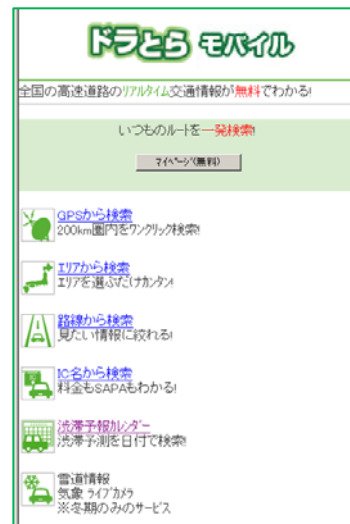 ドラとら モバイル
全国の高速道路のﾘｱﾙﾀｲﾑ交通情報が無料でわかる!
いつものルートを一発検索!
ﾏｲﾍﾟｰｼﾞ(無料)
GPSから検索
200km圏内をﾜﾝｸﾘｯｸ検索!
ｴﾘｱから検索
ｴﾘｱを選ぶだけｶﾝﾀﾝ!
路線から検索
見たい情報に絞れる!
IC名から検索
料金もSAPAもわかる!
渋滞予報ｶﾚﾝﾀﾞｰ
渋滞予測を日付で検索!
雪道情報
気象 ﾗｲﾌﾞｶﾒﾗ
※冬期のみのサービス